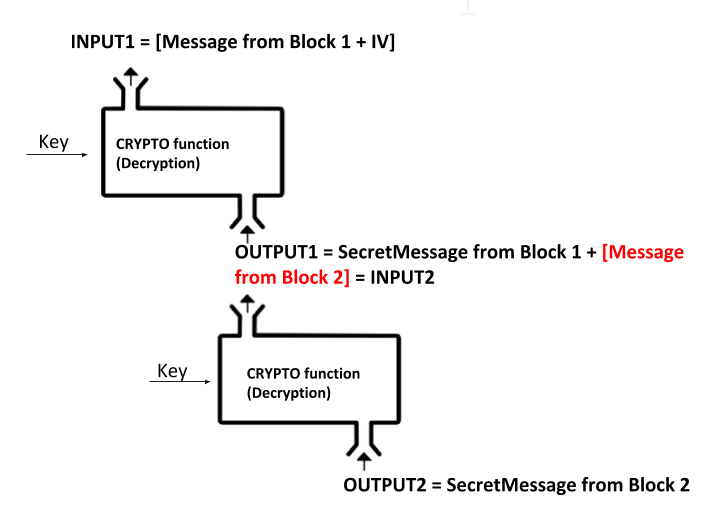 INPUT1 = [Message from Block 1 + IV]
Key
CRYPTO function
(Decryption)
OUTPUT1 = SecretMessage from Block 1 + [Message
from Block 2] = INPUT2
Key
CRYPTO function
(Decryption)
OUTPUT2 = SecretMessage from Block 2